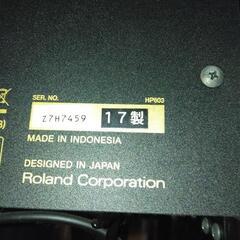 SER. NO. HP603
Z7H7459 17製
MADE IN INDONESIA
DESIGNED IN JAPAN
Roland Corporation